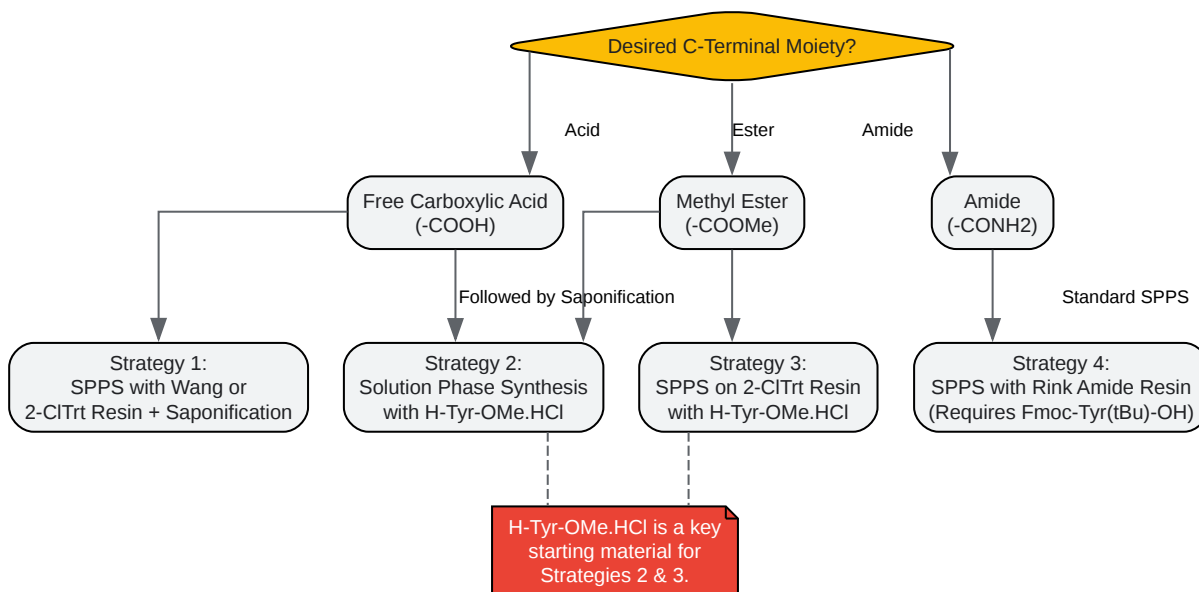 Desired C-Terminal Moiety?
Acid
Ester
Amide
Free Carboxylic Acid
(-COOH)
Methyl Ester
(-COOMe)
Amide
(-CONH2)
Followed by Saponification
Standard SPPS
Strategy 1:
SPPS with Wang or
2-ClTrt Resin + Saponification
Strategy 2:
Solution Phase Synthesis
with H-Tyr-OMe.HCl
Strategy 3:
SPPS on 2-ClTrt Resin
with H-Tyr-OMe.HCl
Strategy 4:
SPPS with Rink Amide Resin
(Requires Fmoc-Tyr(tBu)-OH)
H-Tyr-OMe.HCl is a key
starting material for
Strategies 2 & 3.